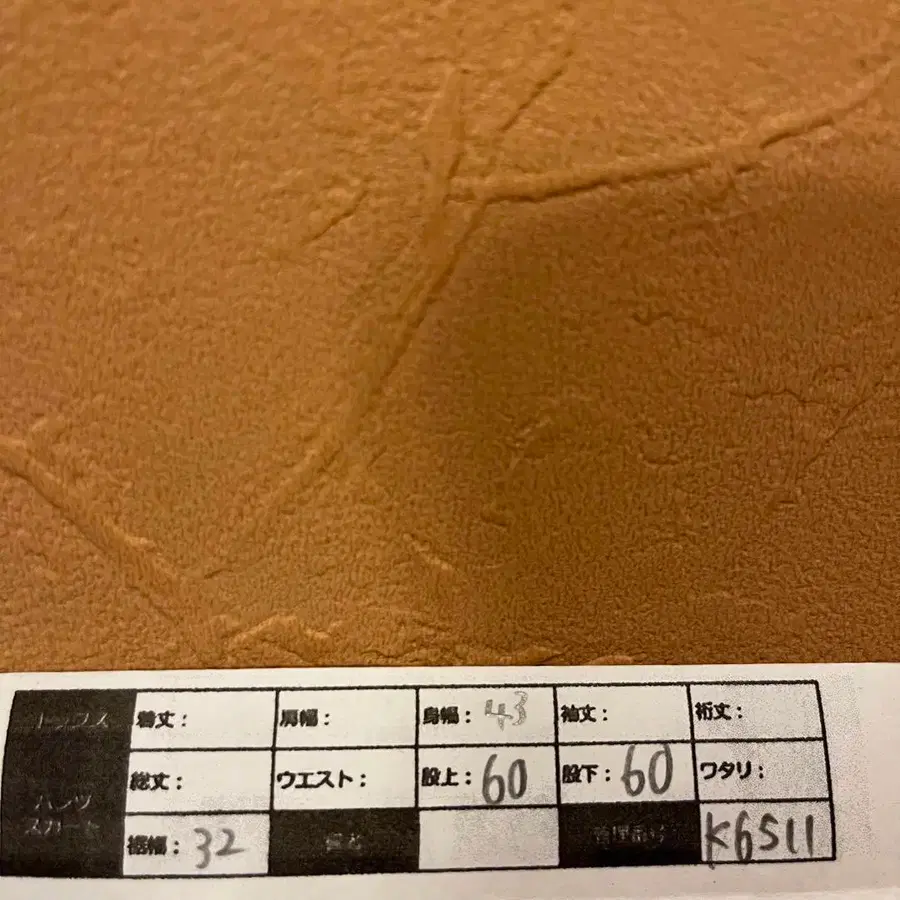 トップス 着丈: 肩幅: 身幅: 43 袖丈: 裄丈:
パンツ スカート 総丈: ウエスト: 股上: 60 股下: 60 ワタリ:
裾幅: 32 備考 管理番号 K6511